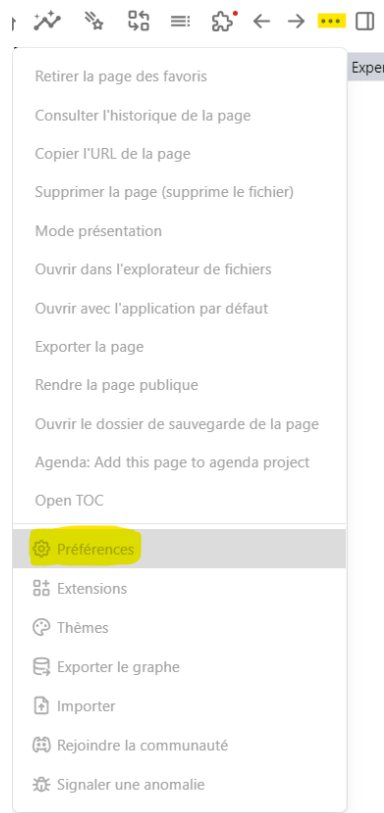 Exper
Retirer la page des favoris
Consulter l'historique de la page
Copier l'URL de la page
Supprimer la page (supprime le fichier)
Mode présentation
Ouvrir dans l'explorateur de fichiers
Ouvrir avec l'application par défaut
Exporter la page
Rendre la page publique
Ouvrir le dossier de sauvegarde de la page
Agenda: Add this page to agenda project
Open TOC
Préférences
Extensions
Thèmes
Exporter le graphe
Importer
Rejoindre la communauté
Signaler une anomalie